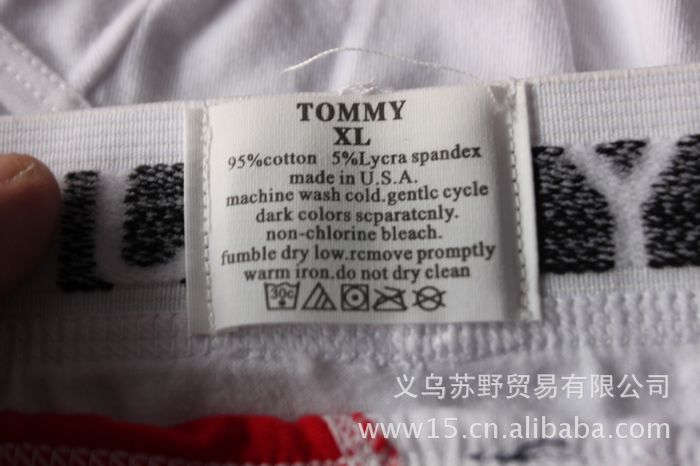 TOMMY
XL
95%cotton 5%Lycra spandex
made in U.S.A.
machine wash cold.gentlc cycle
dark colors scparatcnly.
non-chlorine bleach.
fumble dry low.rcmove promptly
warm iron.do not dry clean
30c
义乌苏野贸易有限公司
www15.cn.alibaba.com